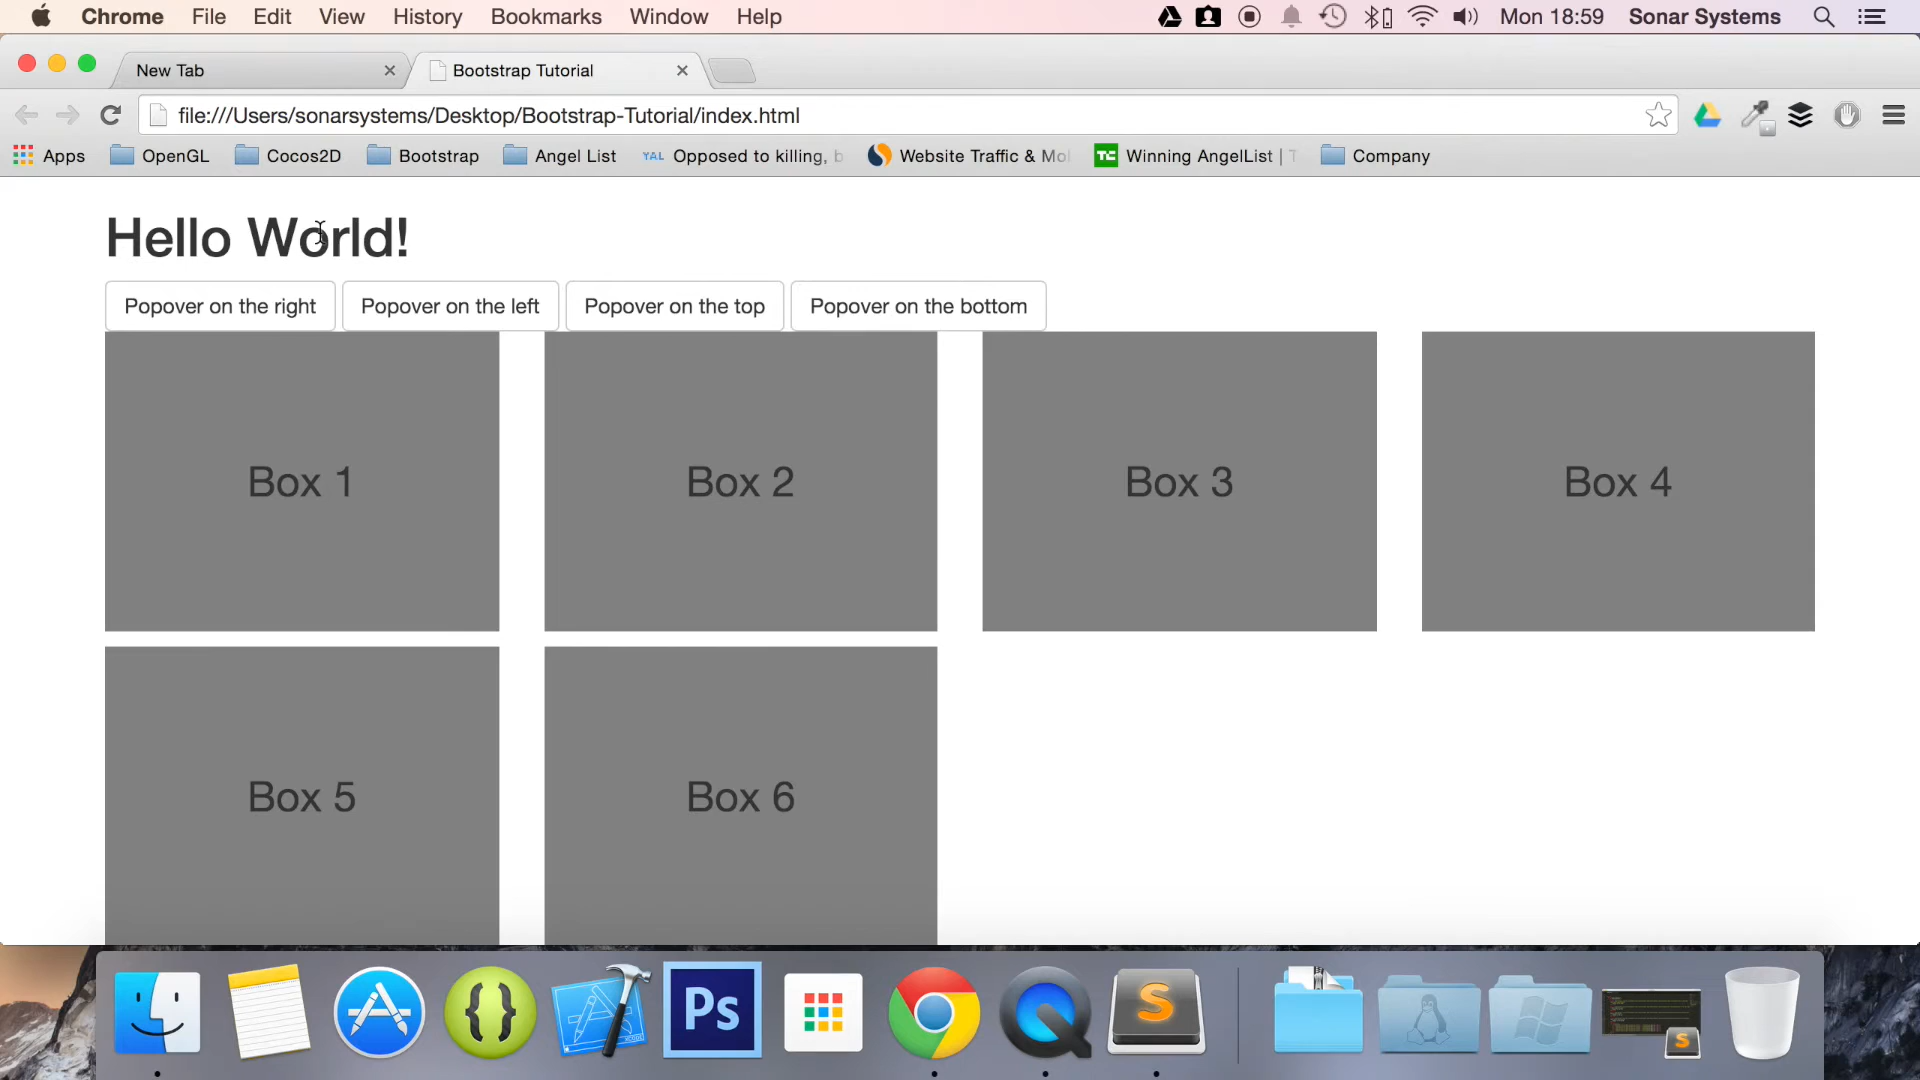 Chrome File Edit View History Bookmarks Window Help Mon 18:59 Sonar Systems
New Tab Bootstrap Tutorial
file:///Users/sonarsystems/Desktop/Bootstrap-Tutorial/index.html
Apps OpenGL Cocos2D Bootstrap Angel List YAL Opposed to killing, b Website Traffic & Mo TC Winning AngelList | T Company
Hello World!
Popover on the right Popover on the left Popover on the top Popover on the bottom
Box 1 Box 2 Box 3 Box 4
Box 5 Box 6
Ps S